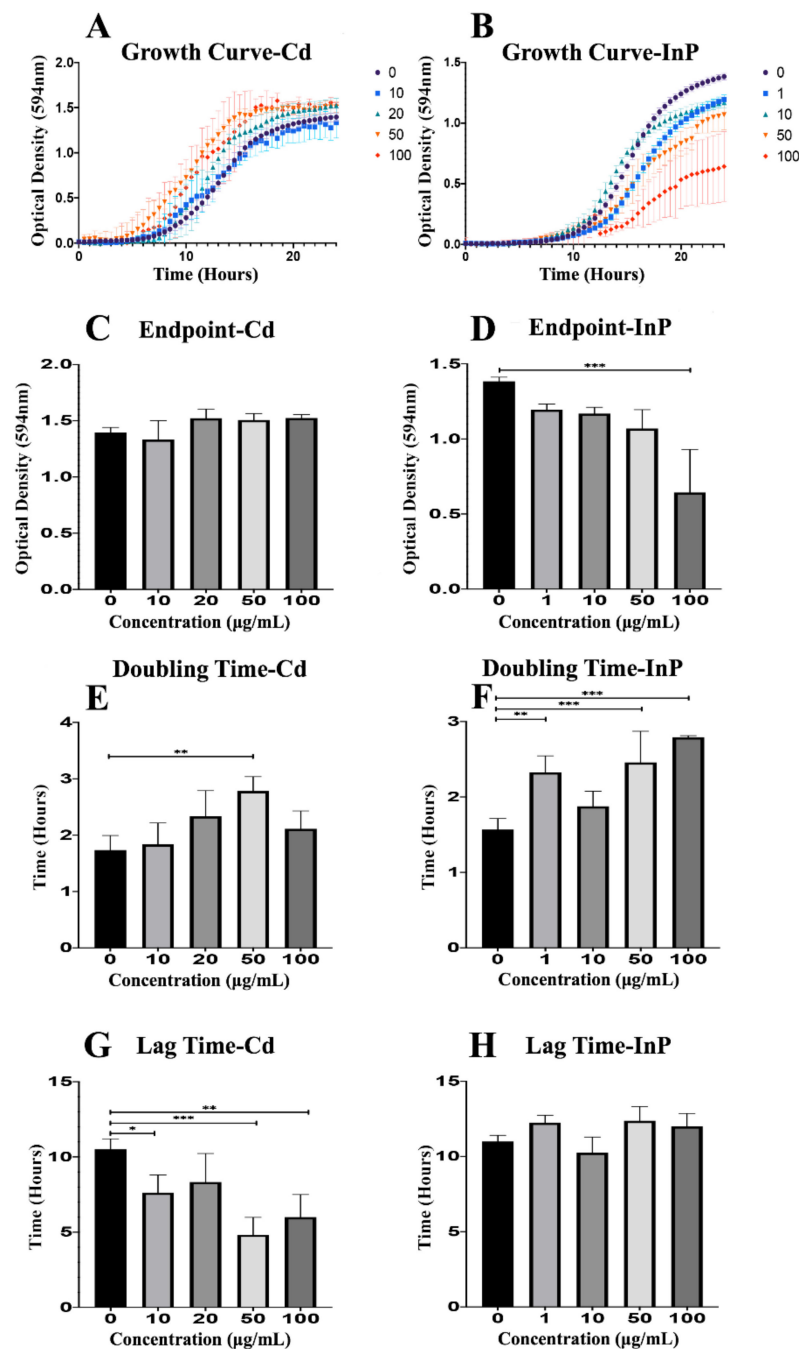 A
Growth Curve-Cd
Optical Density (594nm)
2.0
1.5
1.0
0.5
0.0
0
10
20
Time (Hours)
0
10
20
50
100
B
Growth Curve-InP
Optical Density (594nm)
1.5
1.0
0.5
0.0
0
10
20
Time (Hours)
0
1
10
50
100
C
Endpoint-Cd
Optical Density (594nm)
2.0
1.5
1.0
0.5
0.0
0 10 20 50 100
Concentration (µg/mL)
D
Endpoint-InP
Optical Density (594nm)
1.5
1.0
0.5
0.0
***
0 1 10 50 100
Concentration (µg/mL)
E
Doubling Time-Cd
Time (Hours)
4
3
2
1
0
**
0 10 20 50 100
Concentration (µg/mL)
F
Doubling Time-InP
Time (Hours)
3
2
1
0
***
***
**
0 1 10 50 100
Concentration (µg/mL)
G
Lag Time-Cd
Time (Hours)
15
10
5
0
**
***
*
0 10 20 50 100
Concentration (µg/mL)
H
Lag Time-InP
Time (Hours)
15
10
5
0
0 1 10 50 100
Concentration (µg/mL)